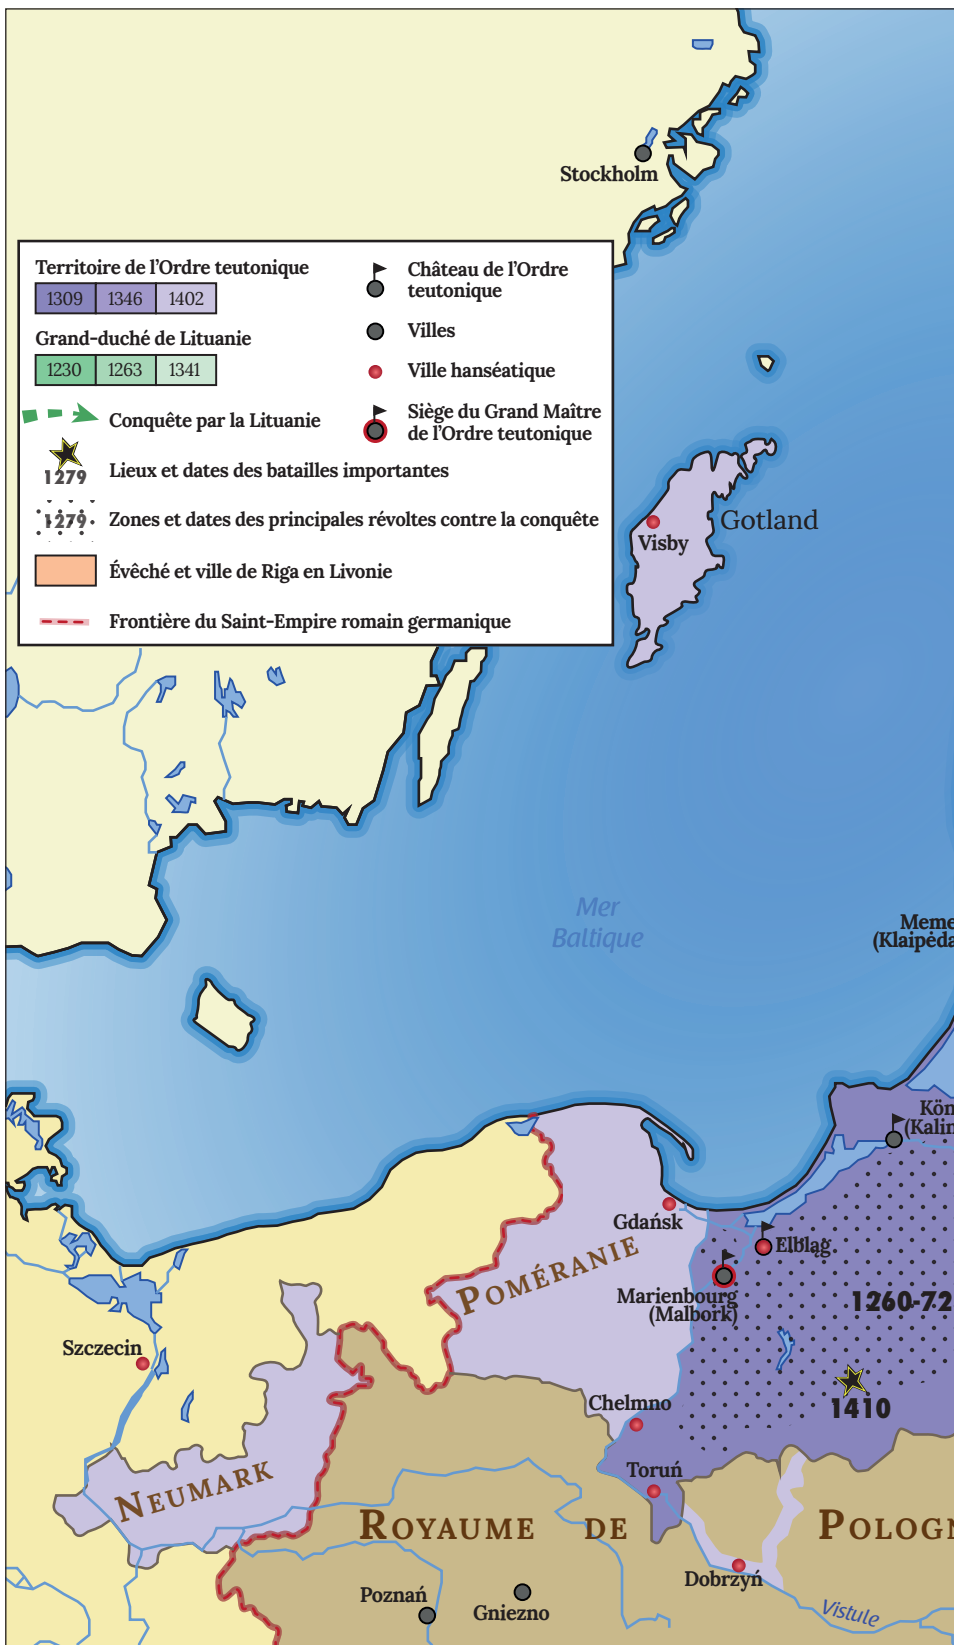 Stockholm
Territoire de l'Ordre teutonique
1309 1346 1402
Grand-duché de Lituanie
1230 1263 1341
Conquête par la Lituanie
1279
Lieux et dates des batailles importantes
1279
Zones et dates des principales révoltes contre la conquête
Évêché et ville de Riga en Livonie
Frontière du Saint-Empire romain germanique
Château de l'Ordre
teutonique
Villes
Ville hanséatique
Siège du Grand Maître
de l'Ordre teutonique
Gotland
Visby
Mer
Baltique
Meme
(Klaipėda
Kön
(Kalin
Gdańsk
Elbląg
POMÉRANIE
Marienbourg
(Malbork)
1260-72
Szczecin
1410
Chelmno
NEUMARK
Toruń
ROYAUME DE POLOGN
Dobrzyń
Poznań
Gniezno
Vistule